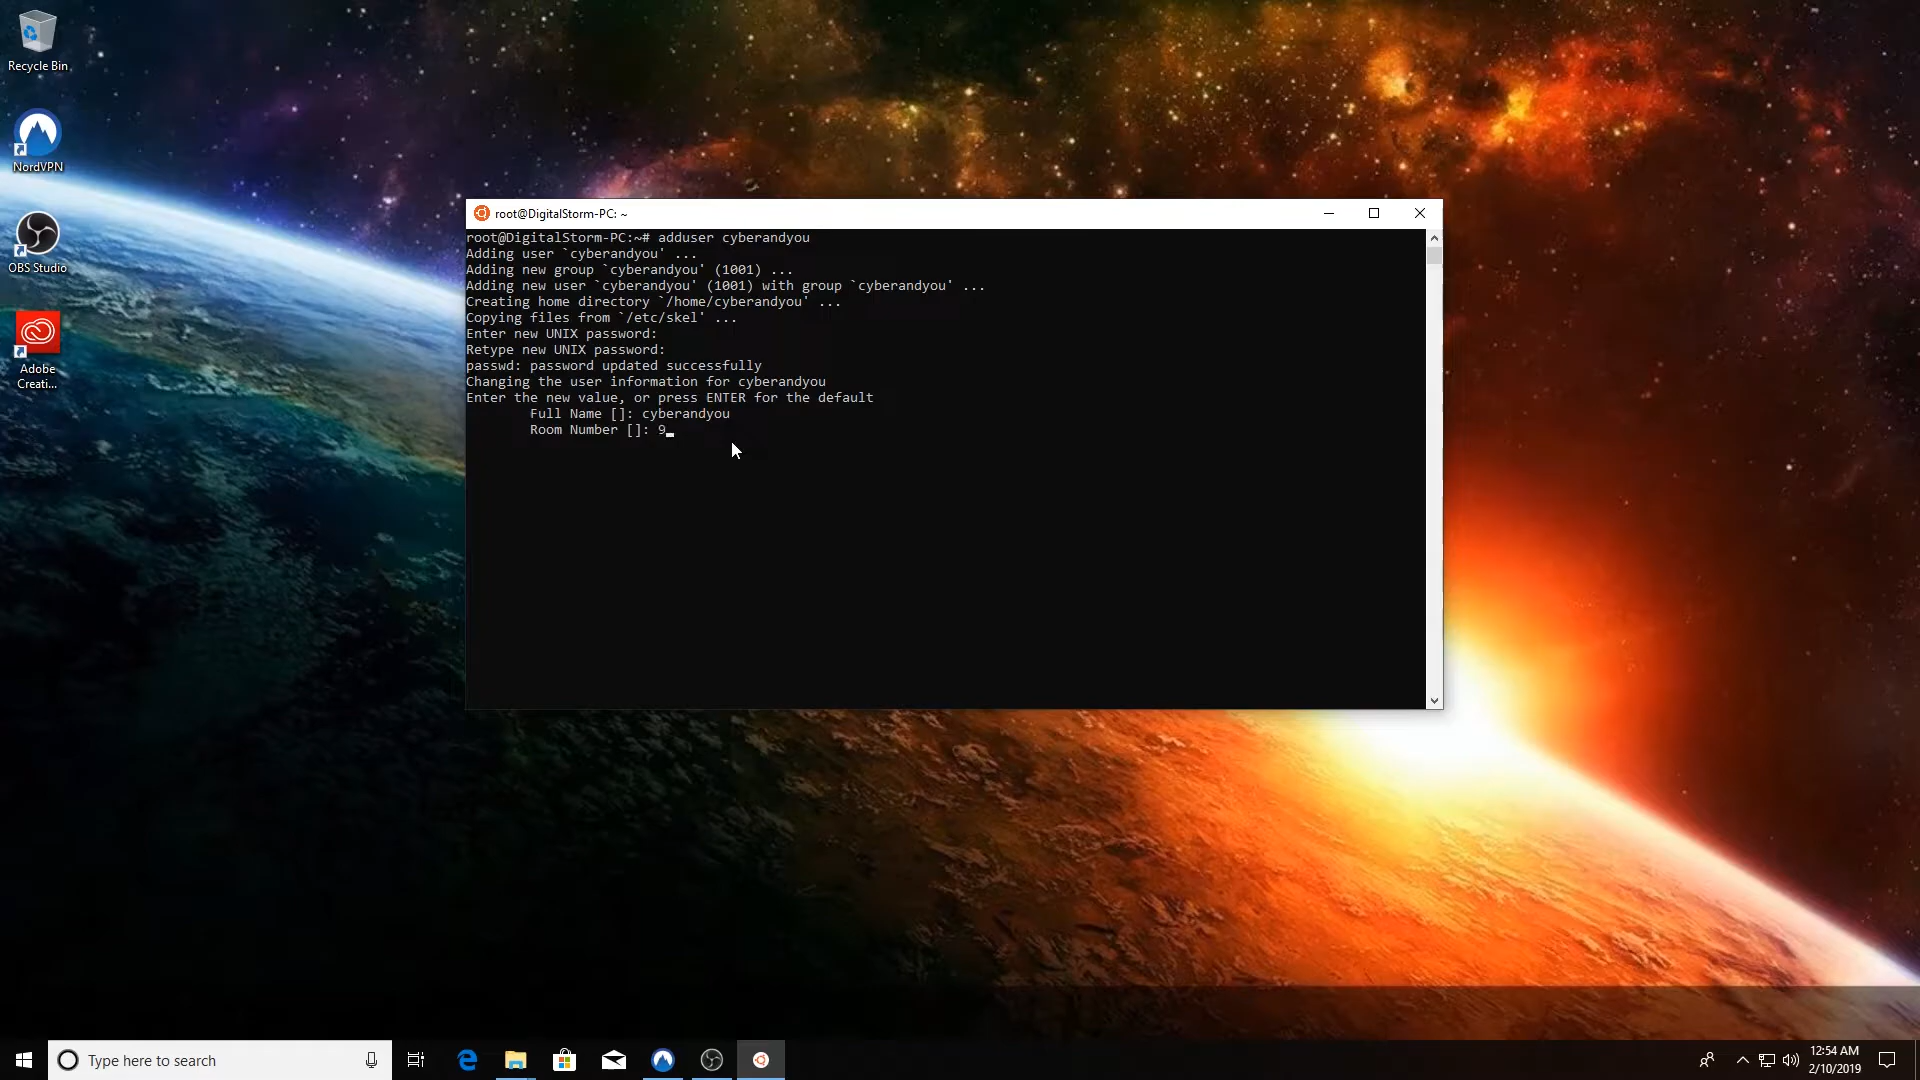 Recycle Bin
NordVPN
OBS Studio
Adobe
Creati...
root@DigitalStorm-PC: ~
root@DigitalStorm-PC:~# adduser cyberandyou
Adding user `cyberandyou' ...
Adding new group `cyberandyou' (1001) ...
Adding new user `cyberandyou' (1001) with group `cyberandyou' ...
Creating home directory `/home/cyberandyou' ...
Copying files from `/etc/skel' ...
Enter new UNIX password:
Retype new UNIX password:
passwd: password updated successfully
Changing the user information for cyberandyou
Enter the new value, or press ENTER for the default
Full Name []: cyberandyou
Room Number []: 9
Type here to search
12:54 AM
2/10/2019